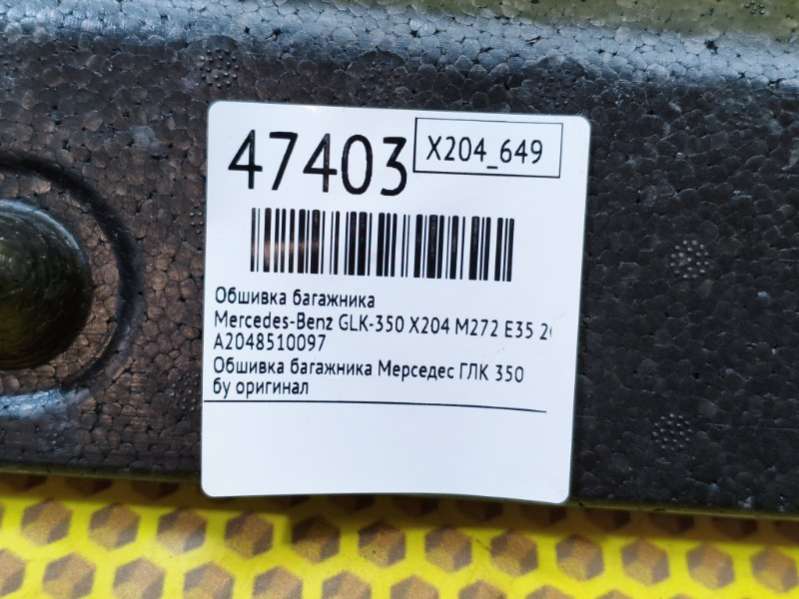 47403
X204_649
Обшивка багажника
Mercedes-Benz GLK-350 X204 M272 E35
A2048510097
Обшивка багажника Мерседес ГЛК 350
бу оригинал